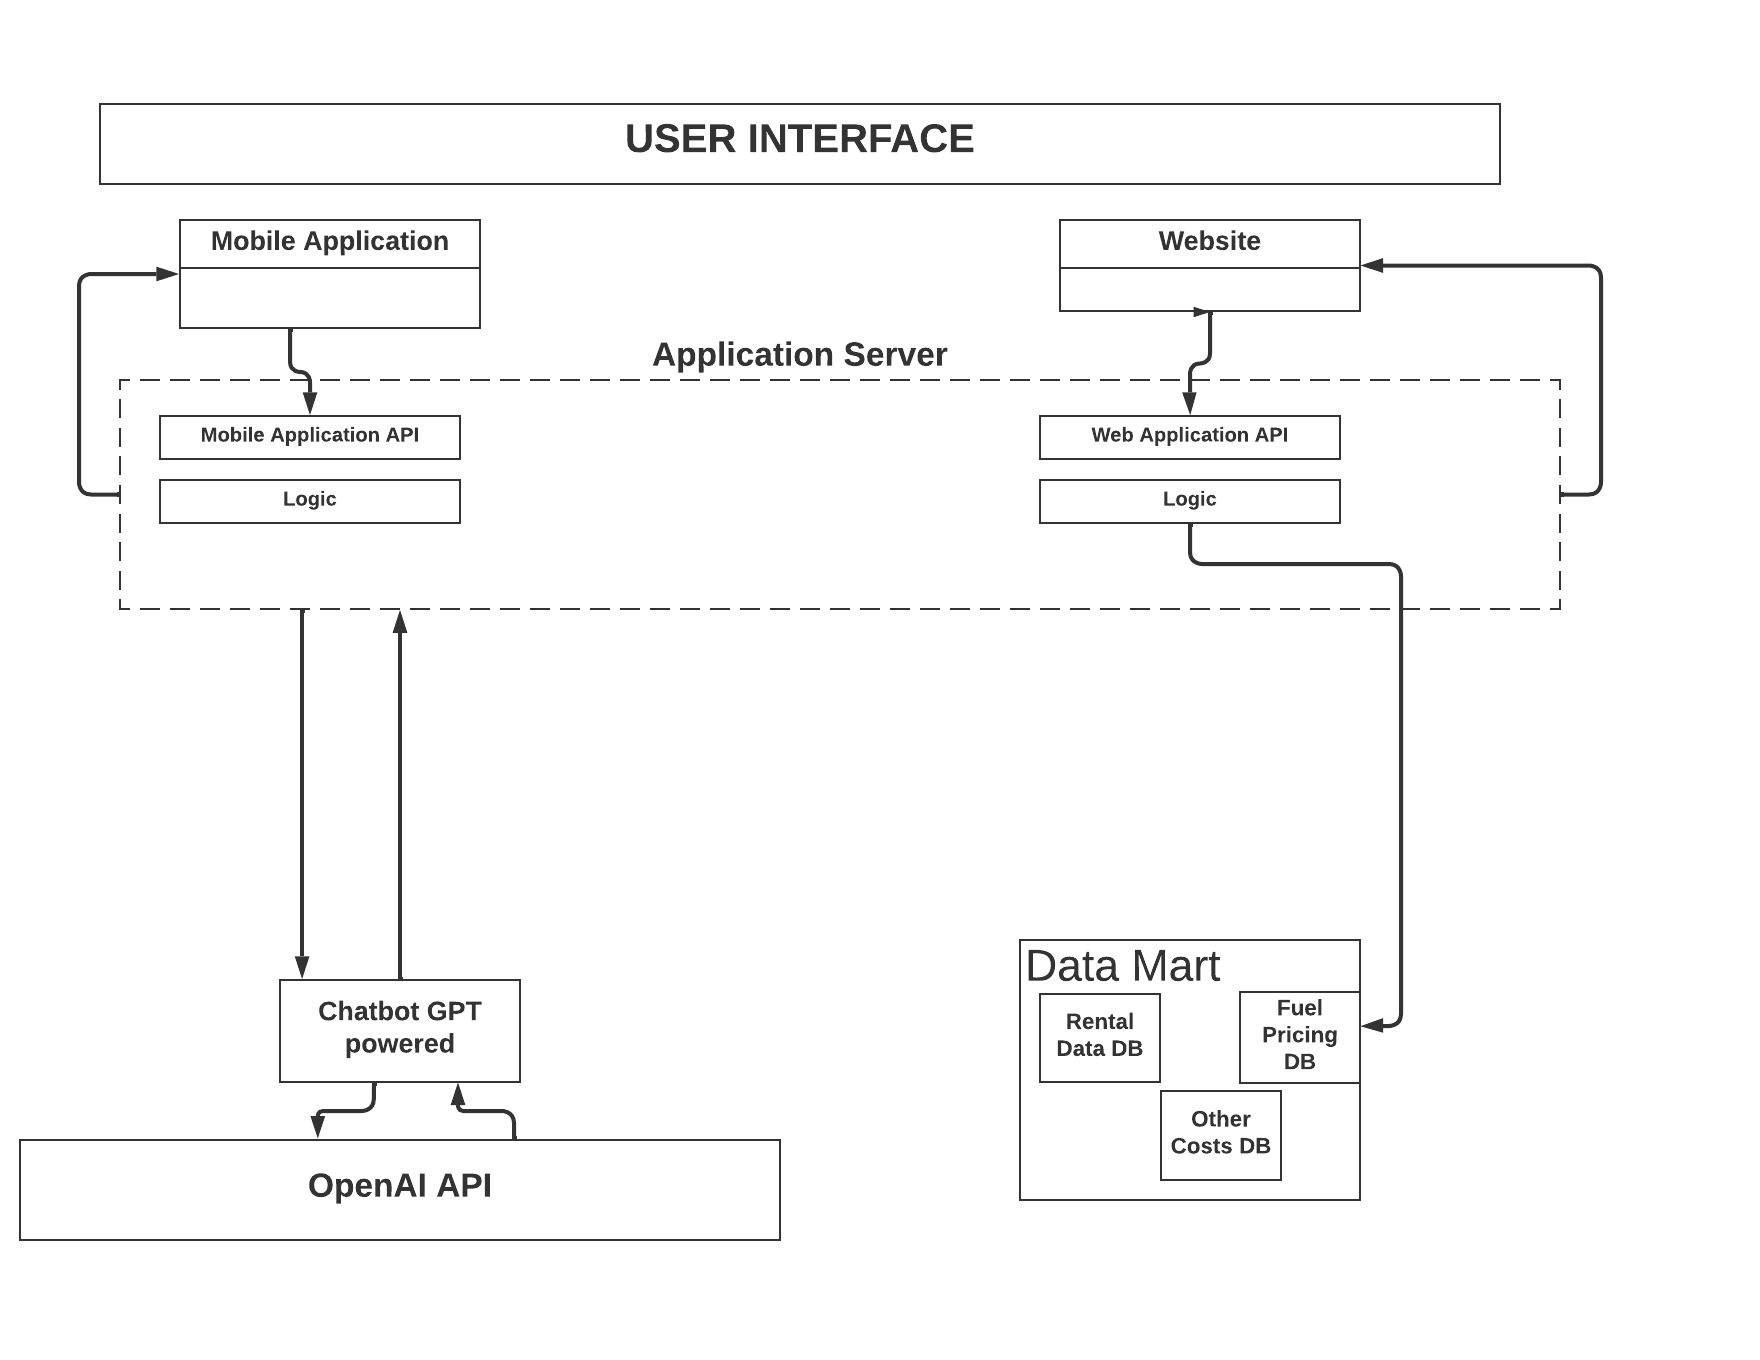 USER INTERFACE
Mobile Application
Website
Application Server
Mobile Application API
Web Application API
Logic
Logic
Chatbot GPT
powered
OpenAI API
Data Mart
Rental
Data DB
Fuel
Pricing
DB
Other
Costs DB